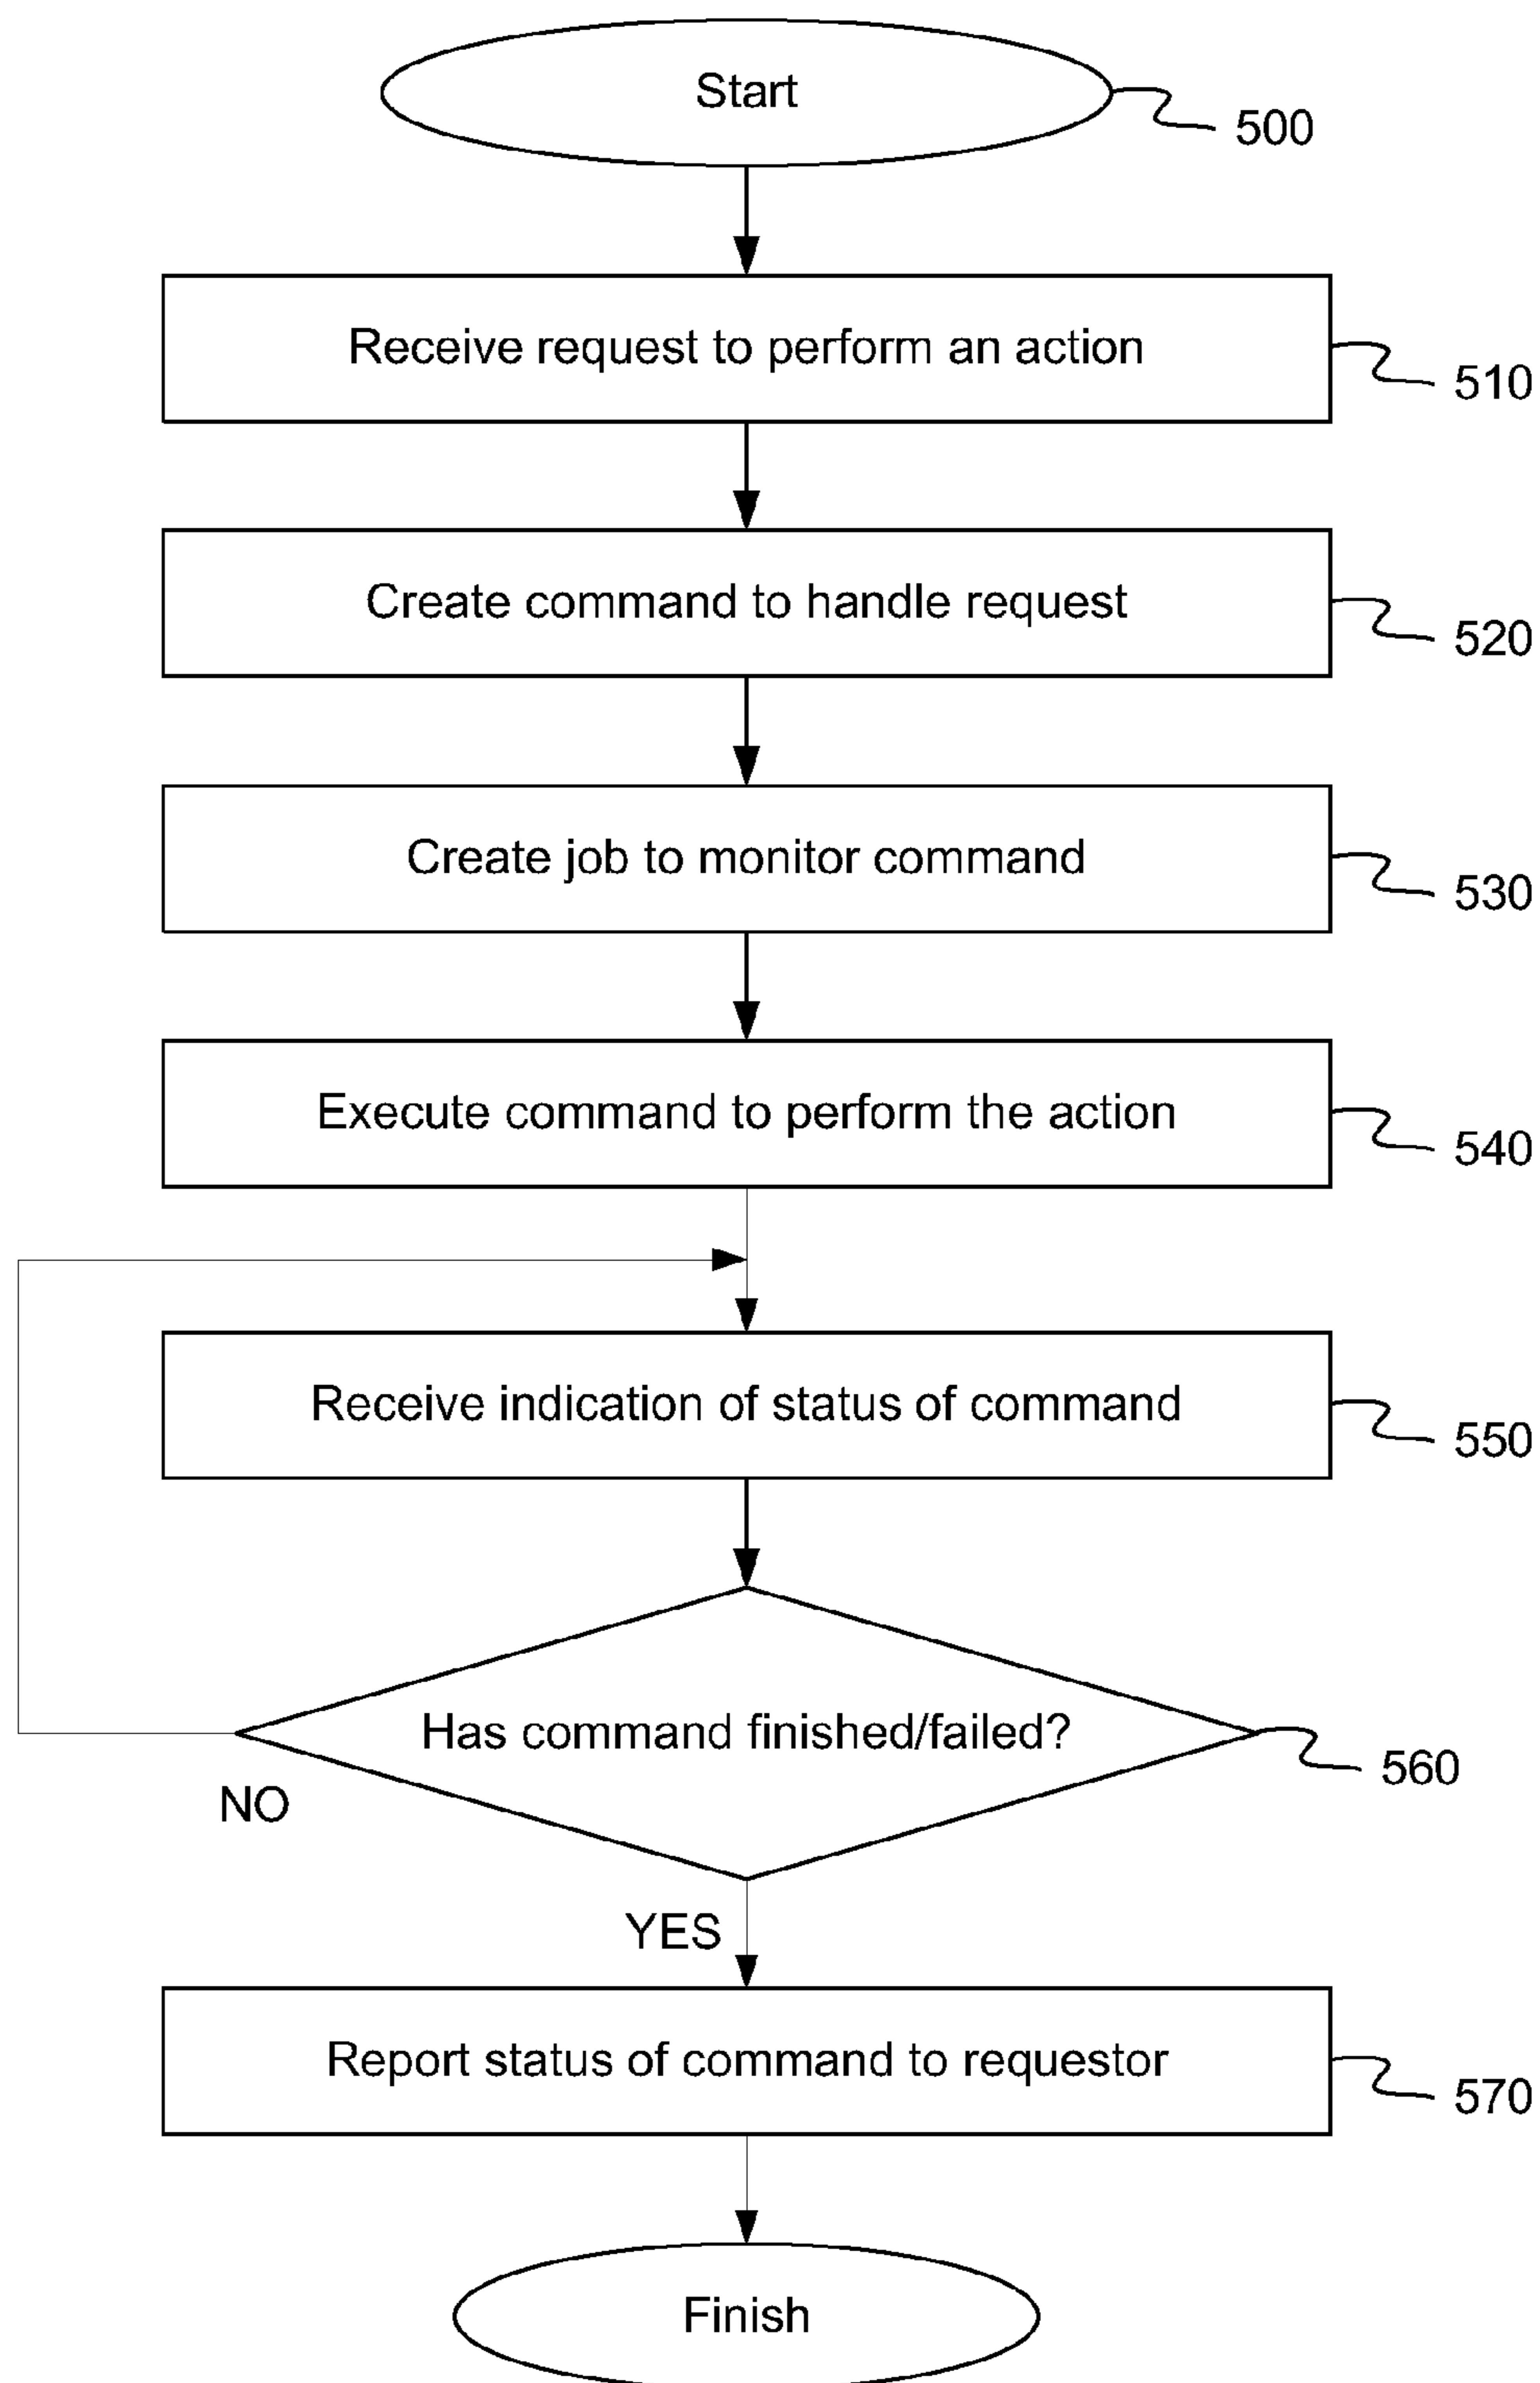 Start
500
Receive request to perform an action
510
Create command to handle request
520
Create job to monitor command
530
Execute command to perform the action
540
Receive indication of status of command
550
Has command finished/failed?
560
NO
YES
Report status of command to requestor
570
Finish